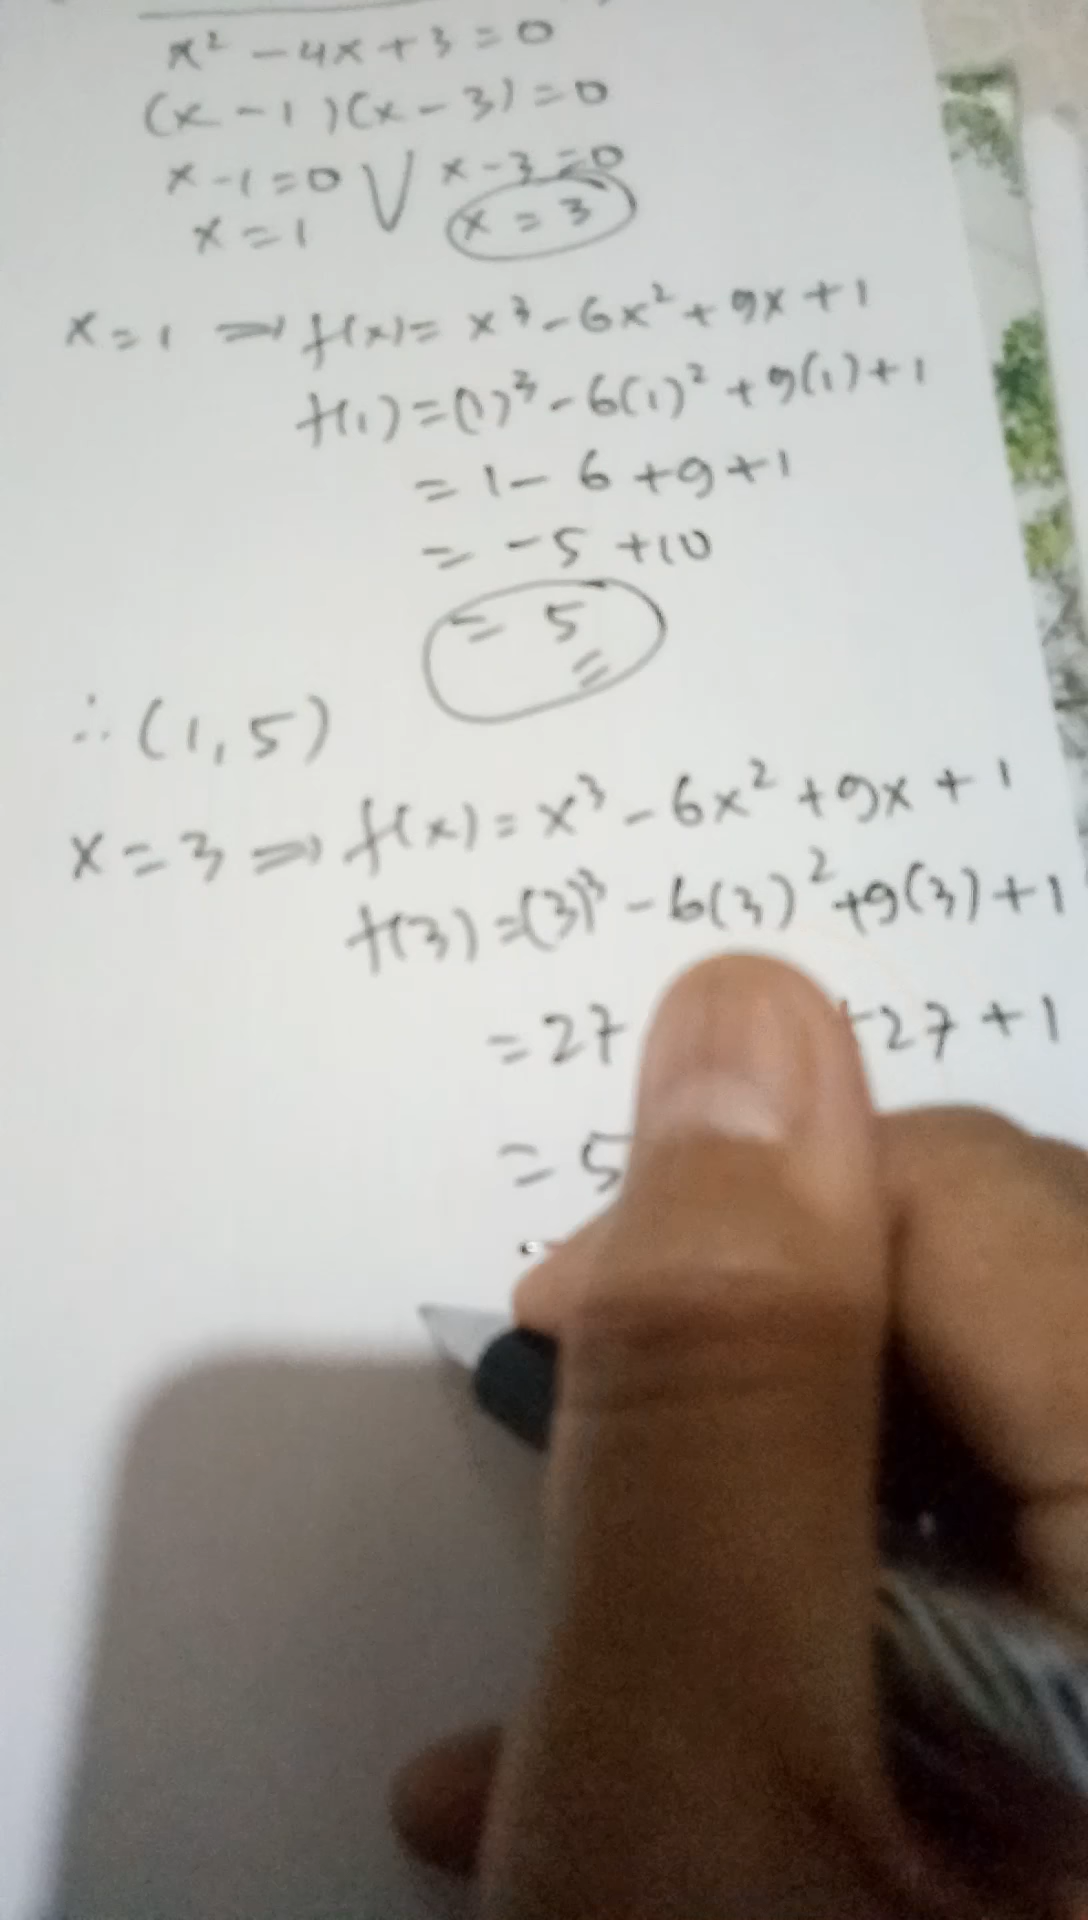 x² - 4x + 3 = 0
(x - 1)(x - 3) = 0
x - 1 = 0 ∨ x - 3 = 0
x = 1 x = 3
x = 1 ⇒ f(x) = x³ - 6x² + 9x + 1
f(1) = (1)³ - 6(1)² + 9(1) + 1
= 1 - 6 + 9 + 1
= -5 + 10
= 5
∴ (1, 5)
x = 3 ⇒ f(x) = x³ - 6x² + 9x + 1
f(3) = (3)³ - 6(3)² + 9(3) + 1
= 27 + 27 + 1
= 5